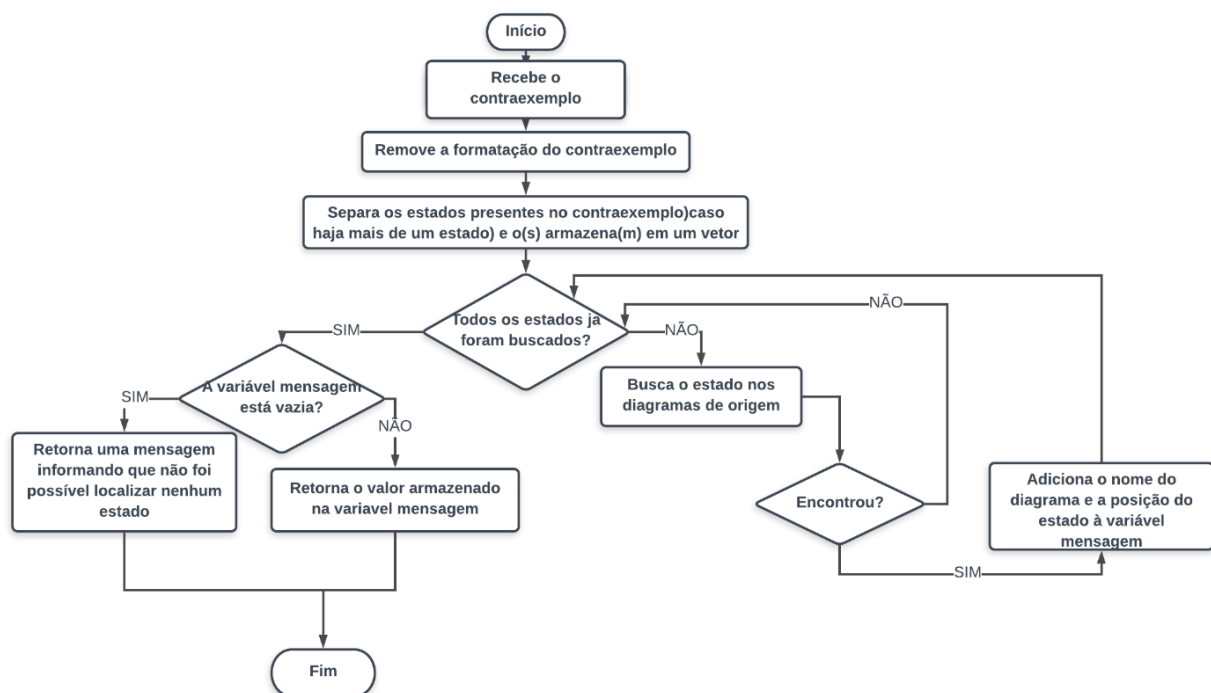 Início
Recebe o
contraexemplo
Remove a formatação do contraexemplo
Separa os estados presentes no contraexemplo)caso
haja mais de um estado) e o(s) armazena(m) em um vetor
Todos os estados ja
foram buscados?
SIM
NÃO
NÃO
A variável mensagem
está vazia?
SIM
NÃO
Busca o estado nos
diagramas de origem
Retorna uma mensagem
informando que não foi
possível localizar nenhum
estado
Retorna o valor armazenado
na variavel mensagem
Encontrou?
SIM
Adiciona o nome do
diagrama e a posição do
estado à variável
mensagem
Fim